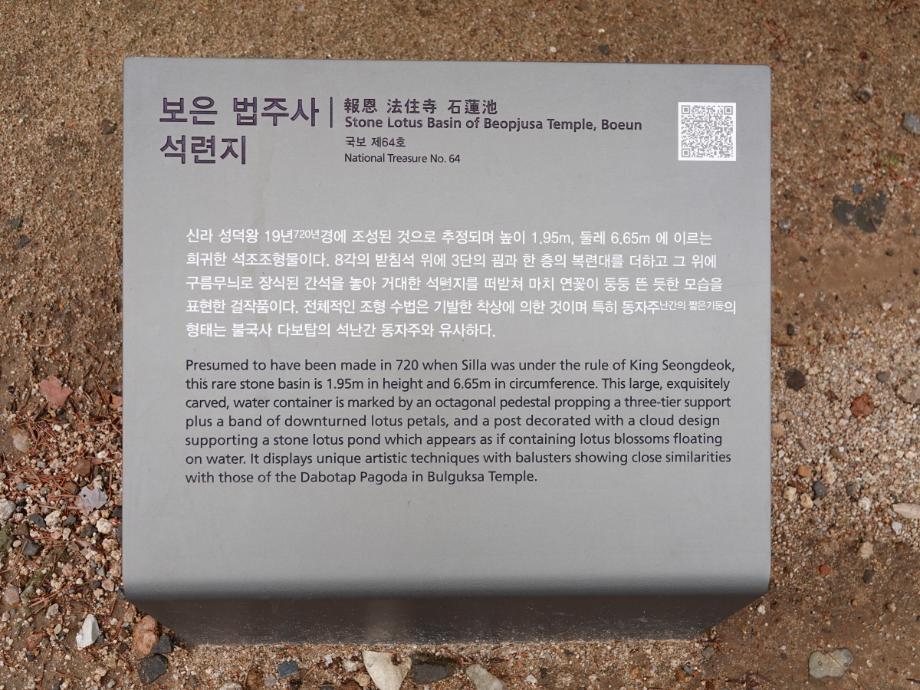 보은 법주사
석련지
報恩 法住寺 石蓮池
Stone Lotus Basin of Beopjusa Temple, Boeun
국보 제64호
National Treasure No. 64
신라 성덕왕 19년720년경에 조성된 것으로 추정되며 높이 1.95m, 둘레 6.65m 에 이르는
희귀한 석조조형물이다. 8각의 받침석 위에 3단의 굄과 한 층의 복련대를 더하고 그 위에
구름무늬로 장식된 간석을 놓아 거대한 석련지를 떠받쳐 마치 연꽃이 둥둥 뜬 듯한 모습을
표현한 걸작품이다. 전체적인 조형 수법은 기발한 착상에 의한 것이며 특히 동자주난간의 짧은기둥의
형태는 불국사 다보탑의 석난간 동자주와 유사하다.
Presumed to have been made in 720 when Silla was under the rule of King Seongdeok,
this rare stone basin is 1.95m in height and 6.65m in circumference. This large, exquisitely
carved, water container is marked by an octagonal pedestal propping a three-tier support
plus a band of downturned lotus petals, and a post decorated with a cloud design
supporting a stone lotus pond which appears as if containing lotus blossoms floating
on water. It displays unique artistic techniques with balusters showing close similarities
with those of the Dabotap Pagoda in Bulguksa Temple.